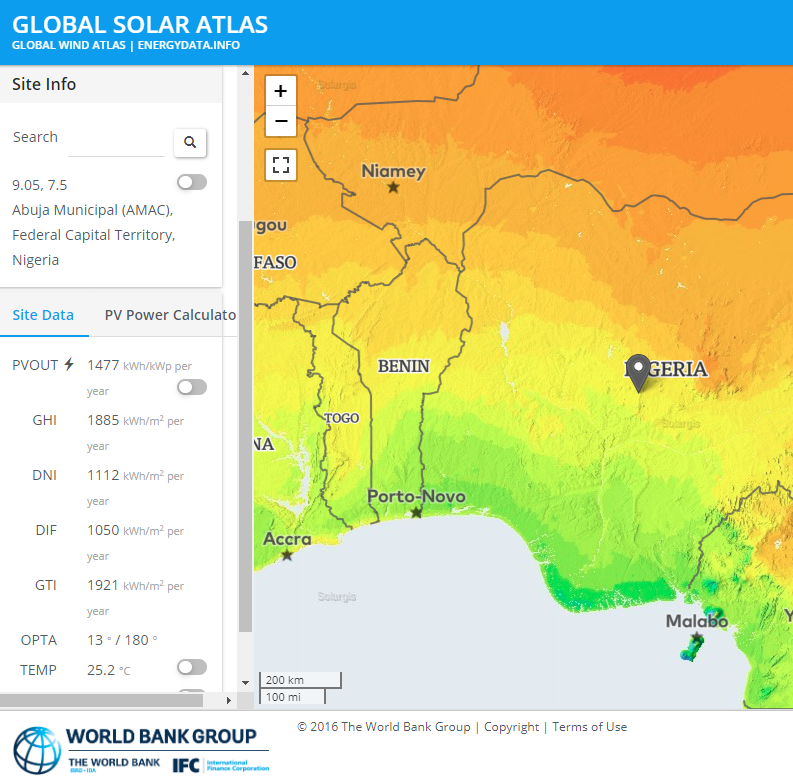 GLOBAL SOLAR ATLAS
GLOBAL WIND ATLAS | ENERGYDATA.INFO
Site Info
Search
9.05, 7.5
Abuja Municipal (AMAC),
Federal Capital Territory,
Nigeria
Site Data PV Power Calculato
PVOUT 1477 kWh/kWp per
year
GHI 1885 kWh/m² per
year
DNI 1112 kWh/m² per
year
DIF 1050 kWh/m² per
year
GTI 1921 kWh/m² per
year
OPTA 13 ° / 180 °
TEMP 25.2 °C
+
−
Solargis
Niamey
gou
FASO
BENIN
NIGERIA
TOGO
Solargis
NA
Porto-Novo
Accra
Solargis
Malabo
Y
200 km
100 mi
WORLD BANK GROUP
THE WORLD BANK
IBRD • IDA
IFC International
Finance Corporation
© 2016 The World Bank Group | Copyright | Terms of Use